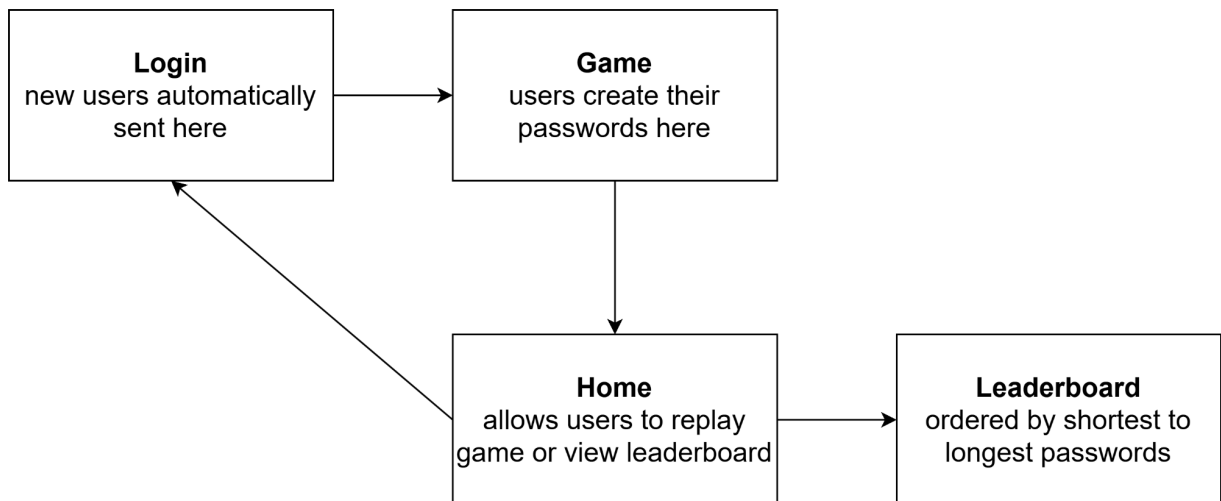 Login
new users automatically
sent here
Game
users create their
passwords here
Home
allows users to replay
game or view leaderboard
Leaderboard
ordered by shortest to
longest passwords